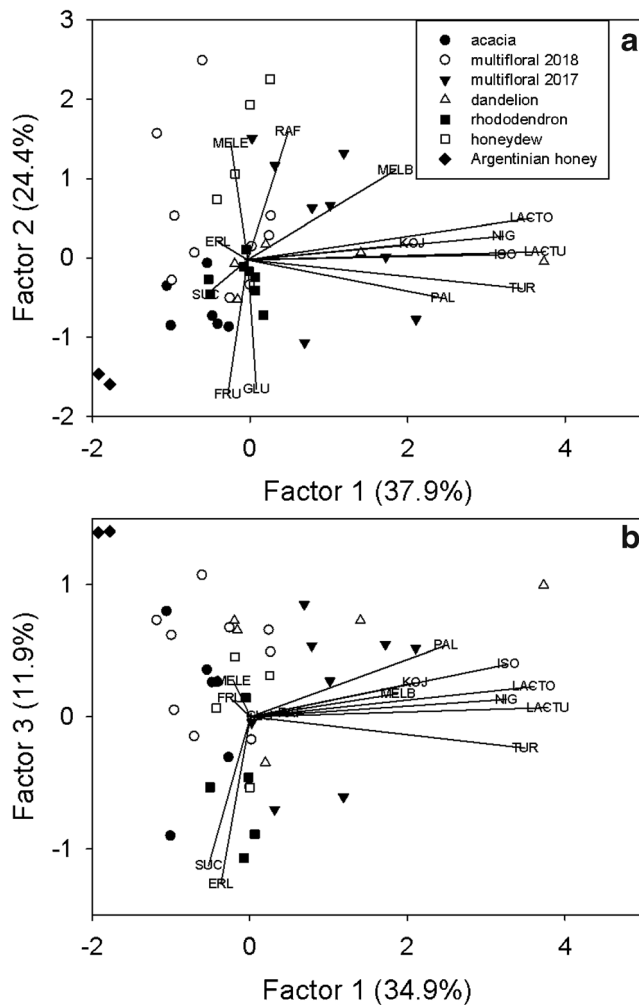 a
acacia
multifloral 2018
multifloral 2017
dandelion
rhododendron
honeydew
Argentinian honey
3
2
1
0
-1
-2
Factor 2 (24.4%)
MELE
RAF
MELB
LACTO
NIG
KOJ
ERL
LACTU
ISO
SUC
TUR
PAL
FRU
GLU
-2
0
2
4
Factor 1 (37.9%)
b
1
0
-1
Factor 3 (11.9%)
PAL
ISO
MELE
KOJ
FRU
MELB
LACTO
NIG
LACTU
TUR
SUC
ERL
-2
0
2
4
Factor 1 (34.9%)